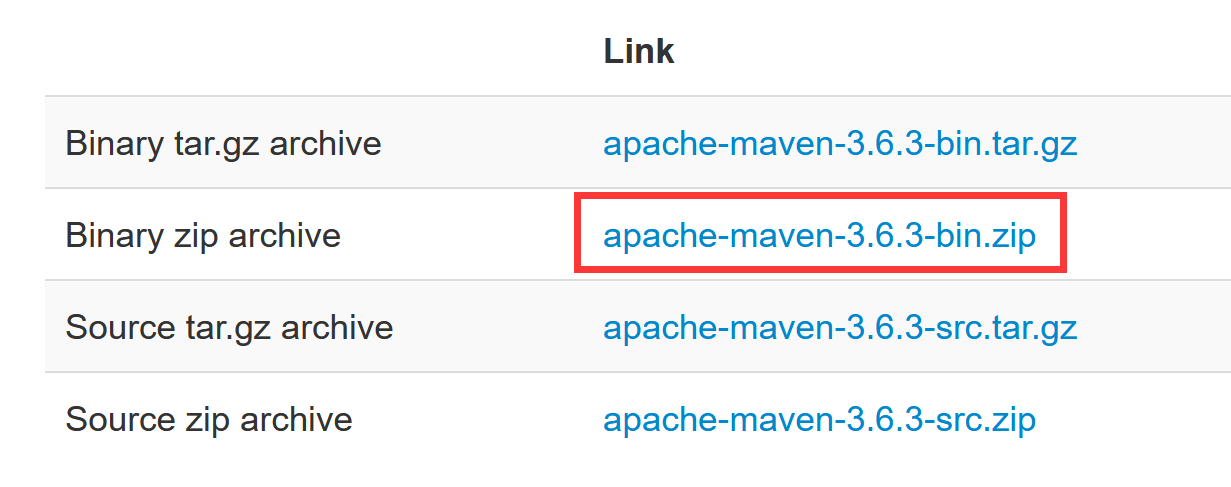 Link
Binary tar.gz archive apache-maven-3.6.3-bin.tar.gz
Binary zip archive apache-maven-3.6.3-bin.zip
Source tar.gz archive apache-maven-3.6.3-src.tar.gz
Source zip archive apache-maven-3.6.3-src.zip